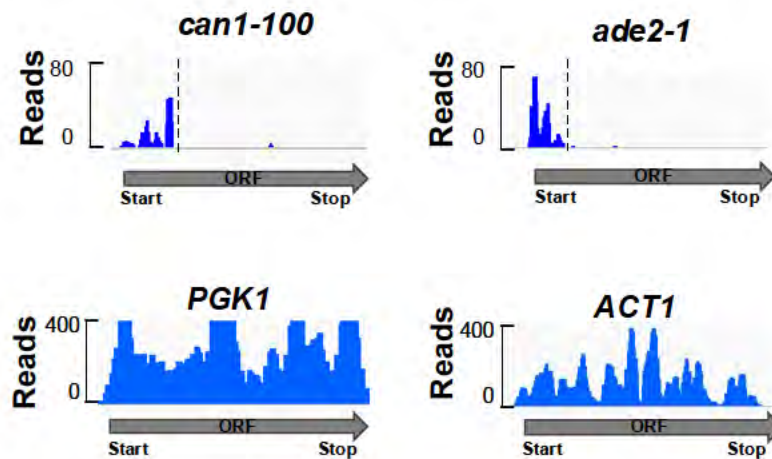 can1-100
80
Reads
0
ORF
Start Stop
ade2-1
80
Reads
0
ORF
Start Stop
PGK1
400
Reads
0
ORF
Start Stop
ACT1
400
Reads
0
ORF
Start Stop